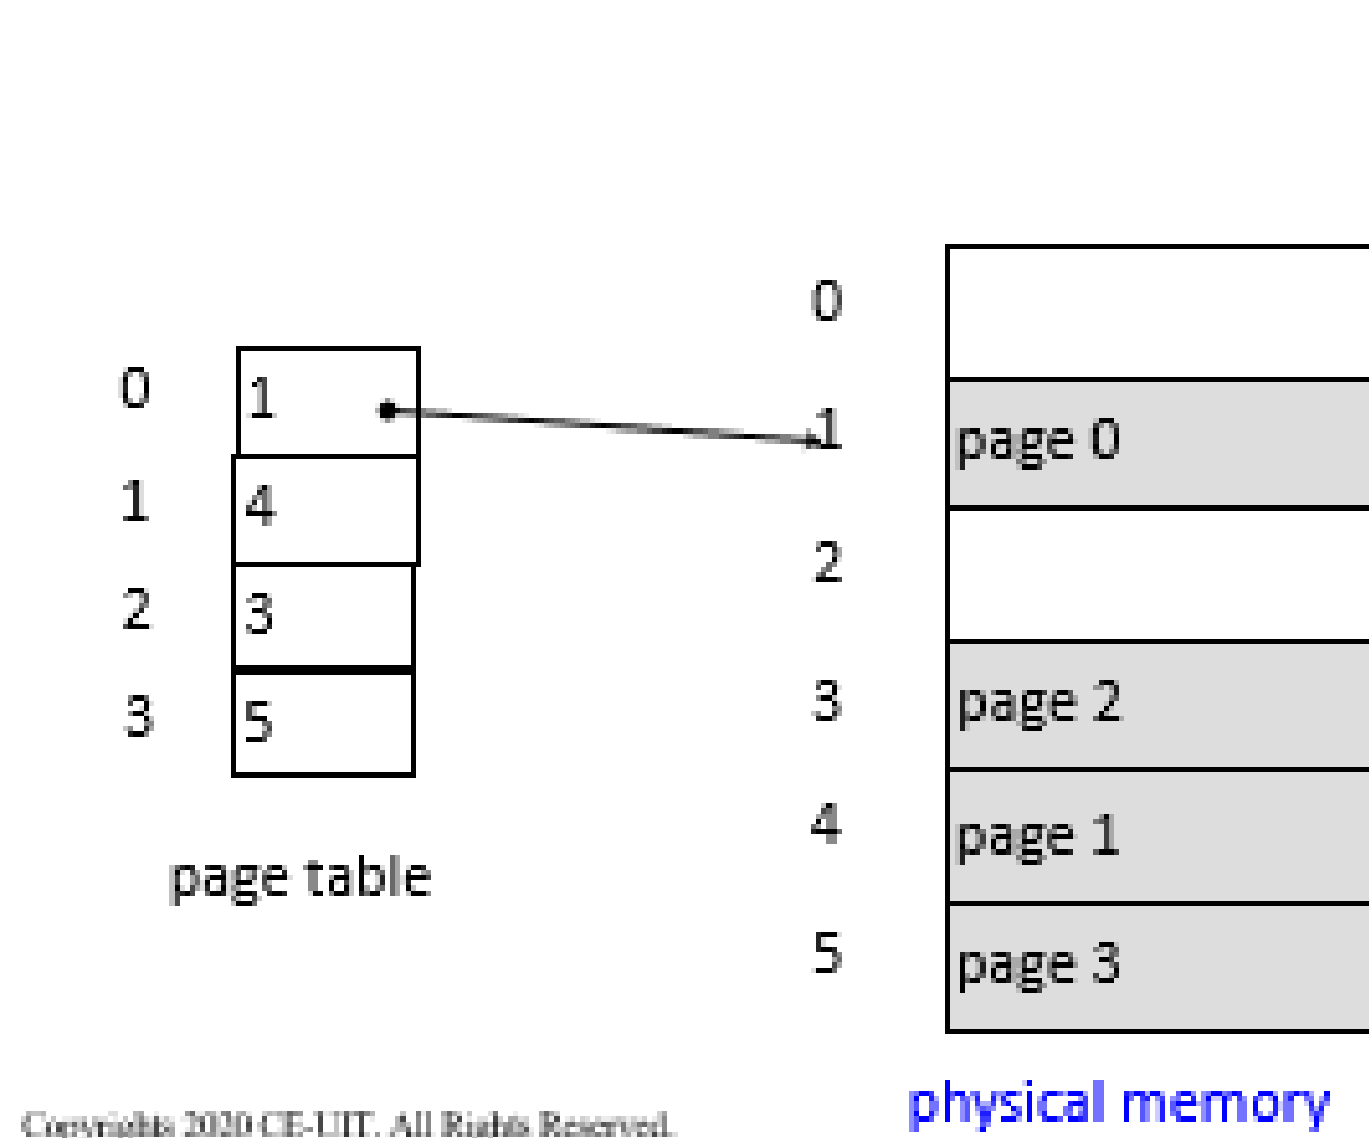 0 1
1 4
2 3
3 5
page table
0
1 page 0
2
3 page 2
4 page 1
5 page 3
physical memory
Copyrights 2020 CE-UIT. All Rights Reserved.